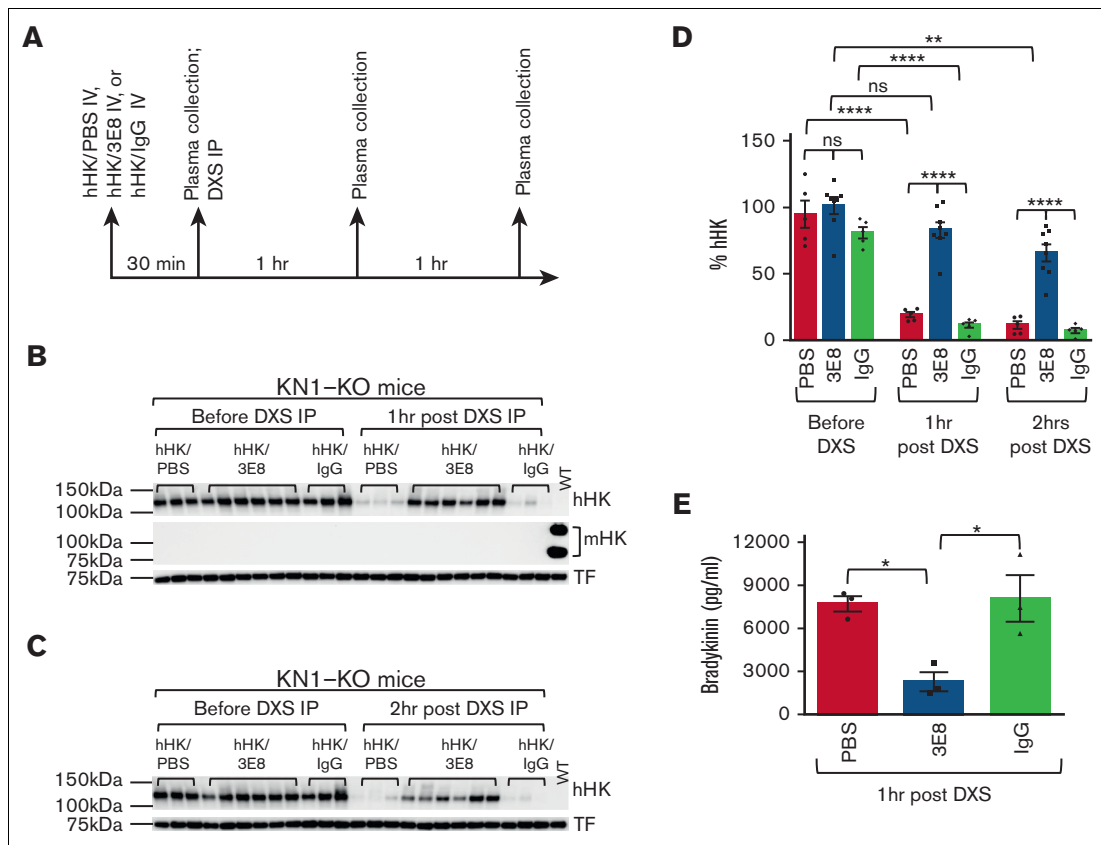 A
hHK/PBS IV,
hHK/3E8 IV, or
hHK/IgG IV
Plasma collection;
DXS IP
Plasma collection
Plasma collection
30 min
1 hr
1 hr
B
KN1–KO mice
Before DXS IP
1hr post DXS IP
hHK/ hHK/ hHK/ hHK/ hHK/ hHK/
PBS 3E8 IgG PBS 3E8 IgG
WT
150kDa
hHK
100kDa
100kDa
mHK
75kDa
75kDa
TF
C
KN1–KO mice
Before DXS IP
2hr post DXS IP
hHK/ hHK/ hHK/ hHK/ hHK/ hHK/
PBS 3E8 IgG PBS 3E8 IgG
WT
150kDa
hHK
100kDa
75kDa
TF
D
**
****
ns
****
150
ns
****
****
100
50
0
% hHK
PBS 3E8 IgG PBS 3E8 IgG PBS 3E8 IgG
Before 1hr 2hrs
DXS post DXS post DXS
E
12000
*
*
9000
6000
3000
0
Bradykinin (pg/ml)
PBS 3E8 IgG
1hr post DXS